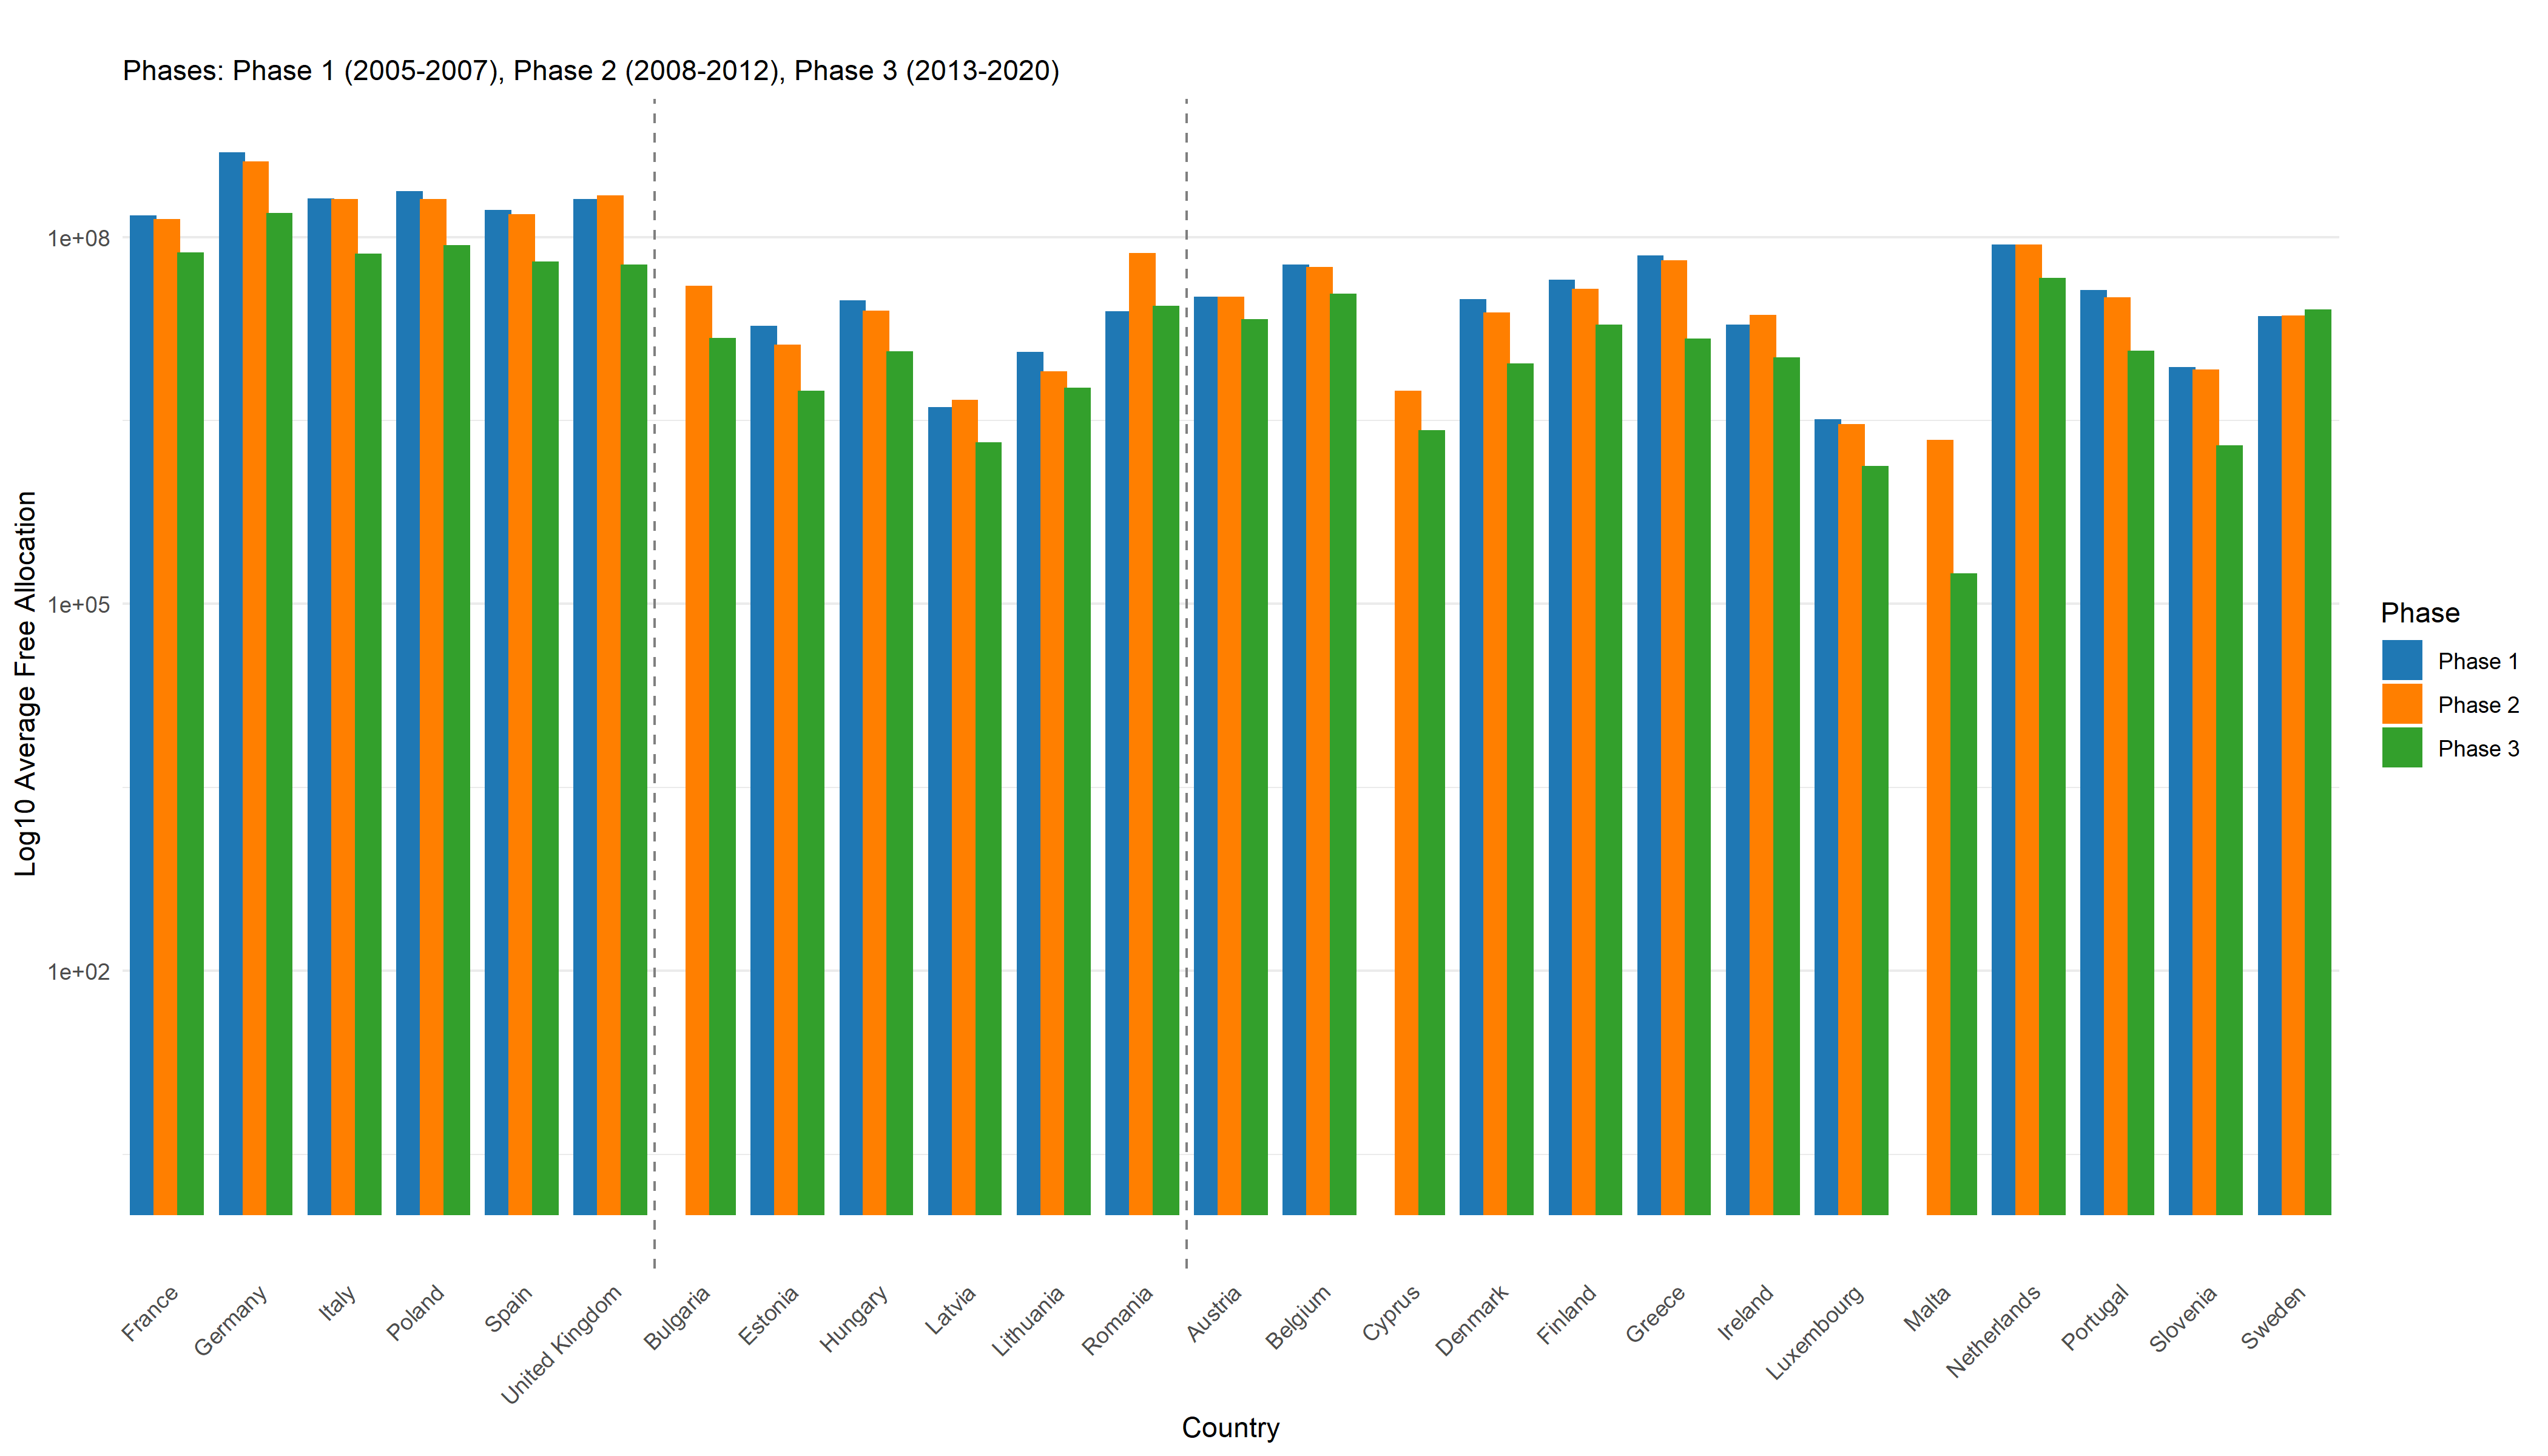 Phases: Phase 1 (2005-2007), Phase 2 (2008-2012), Phase 3 (2013-2020)
Log10 Average Free Allocation
1e+08
1e+05
1e+02
France
Germany
Italy
Poland
Spain
United Kingdom
Bulgaria
Estonia
Hungary
Latvia
Lithuania
Romania
Austria
Belgium
Cyprus
Denmark
Finland
Greece
Ireland
Luxembourg
Malta
Netherlands
Portugal
Slovenia
Sweden
Country
Phase
Phase 1
Phase 2
Phase 3